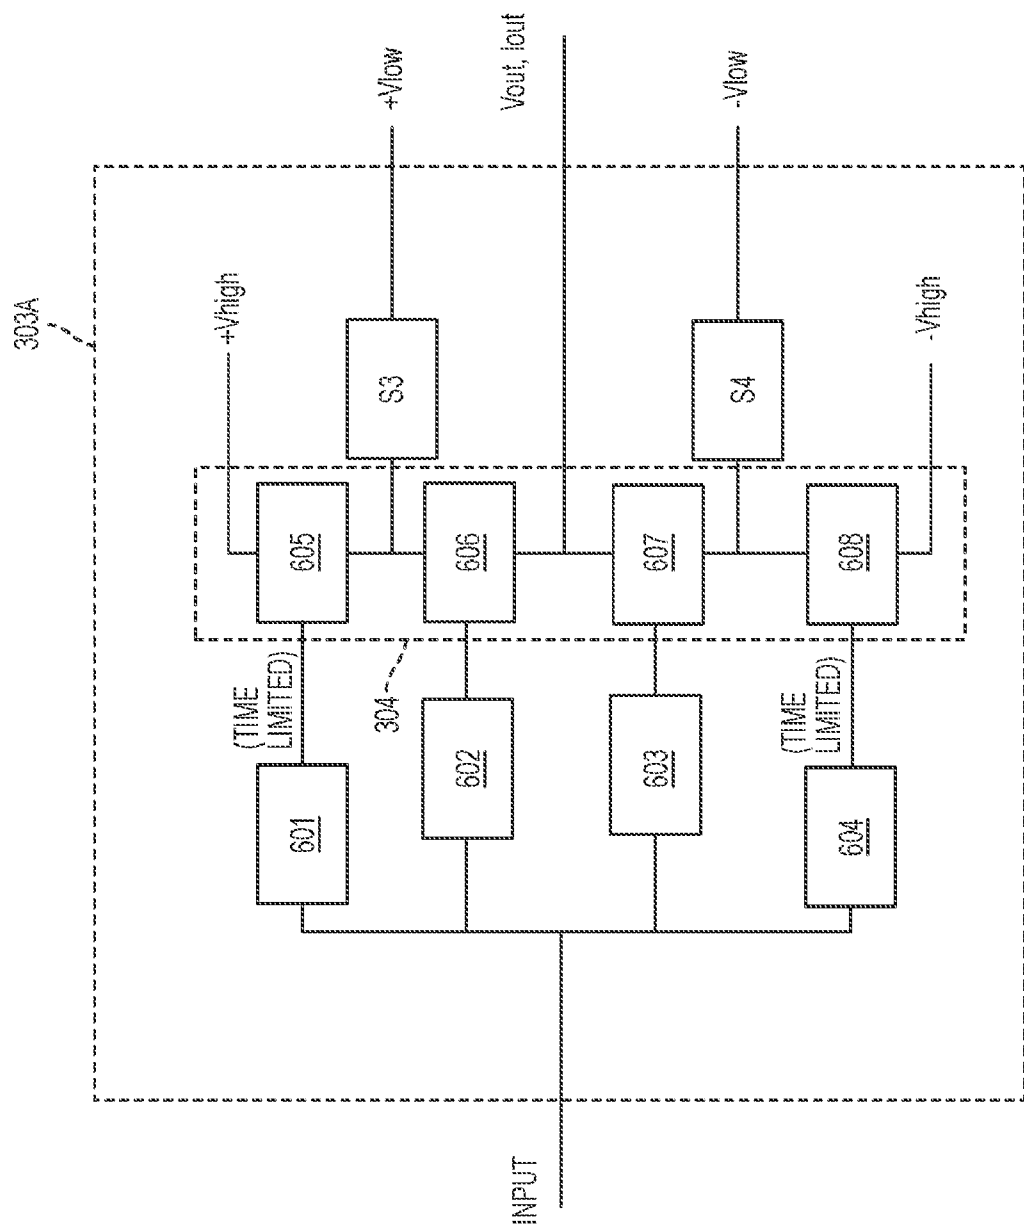 303A
+Vhigh
+Vlow
Vout, Iout
-Vlow
-Vhigh
S3
S4
605
606
607
608
304
(TIME
LIMITED)
(TIME
LIMITED)
601
602
603
604
INPUT